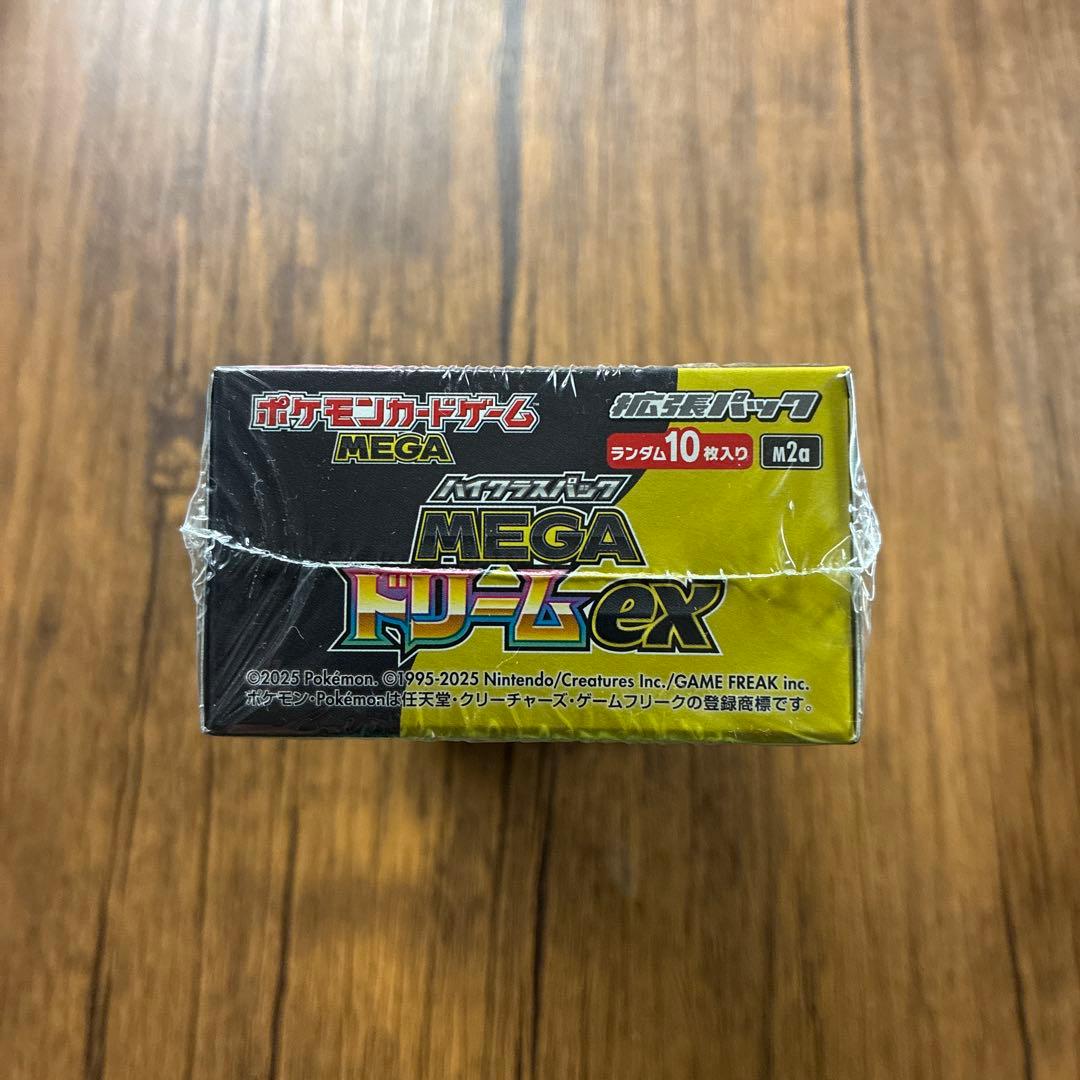 ポケモンカードゲーム
MEGA
拡張パック
ランダム10枚入り
M2a
ハイクラスパック
MEGA
ドリームex
©2025 Pokémon. ©1995-2025 Nintendo/Creatures Inc./GAME FREAK inc.
ポケモン・Pokémonは任天堂・クリーチャーズ・ゲームフリークの登録商標です。